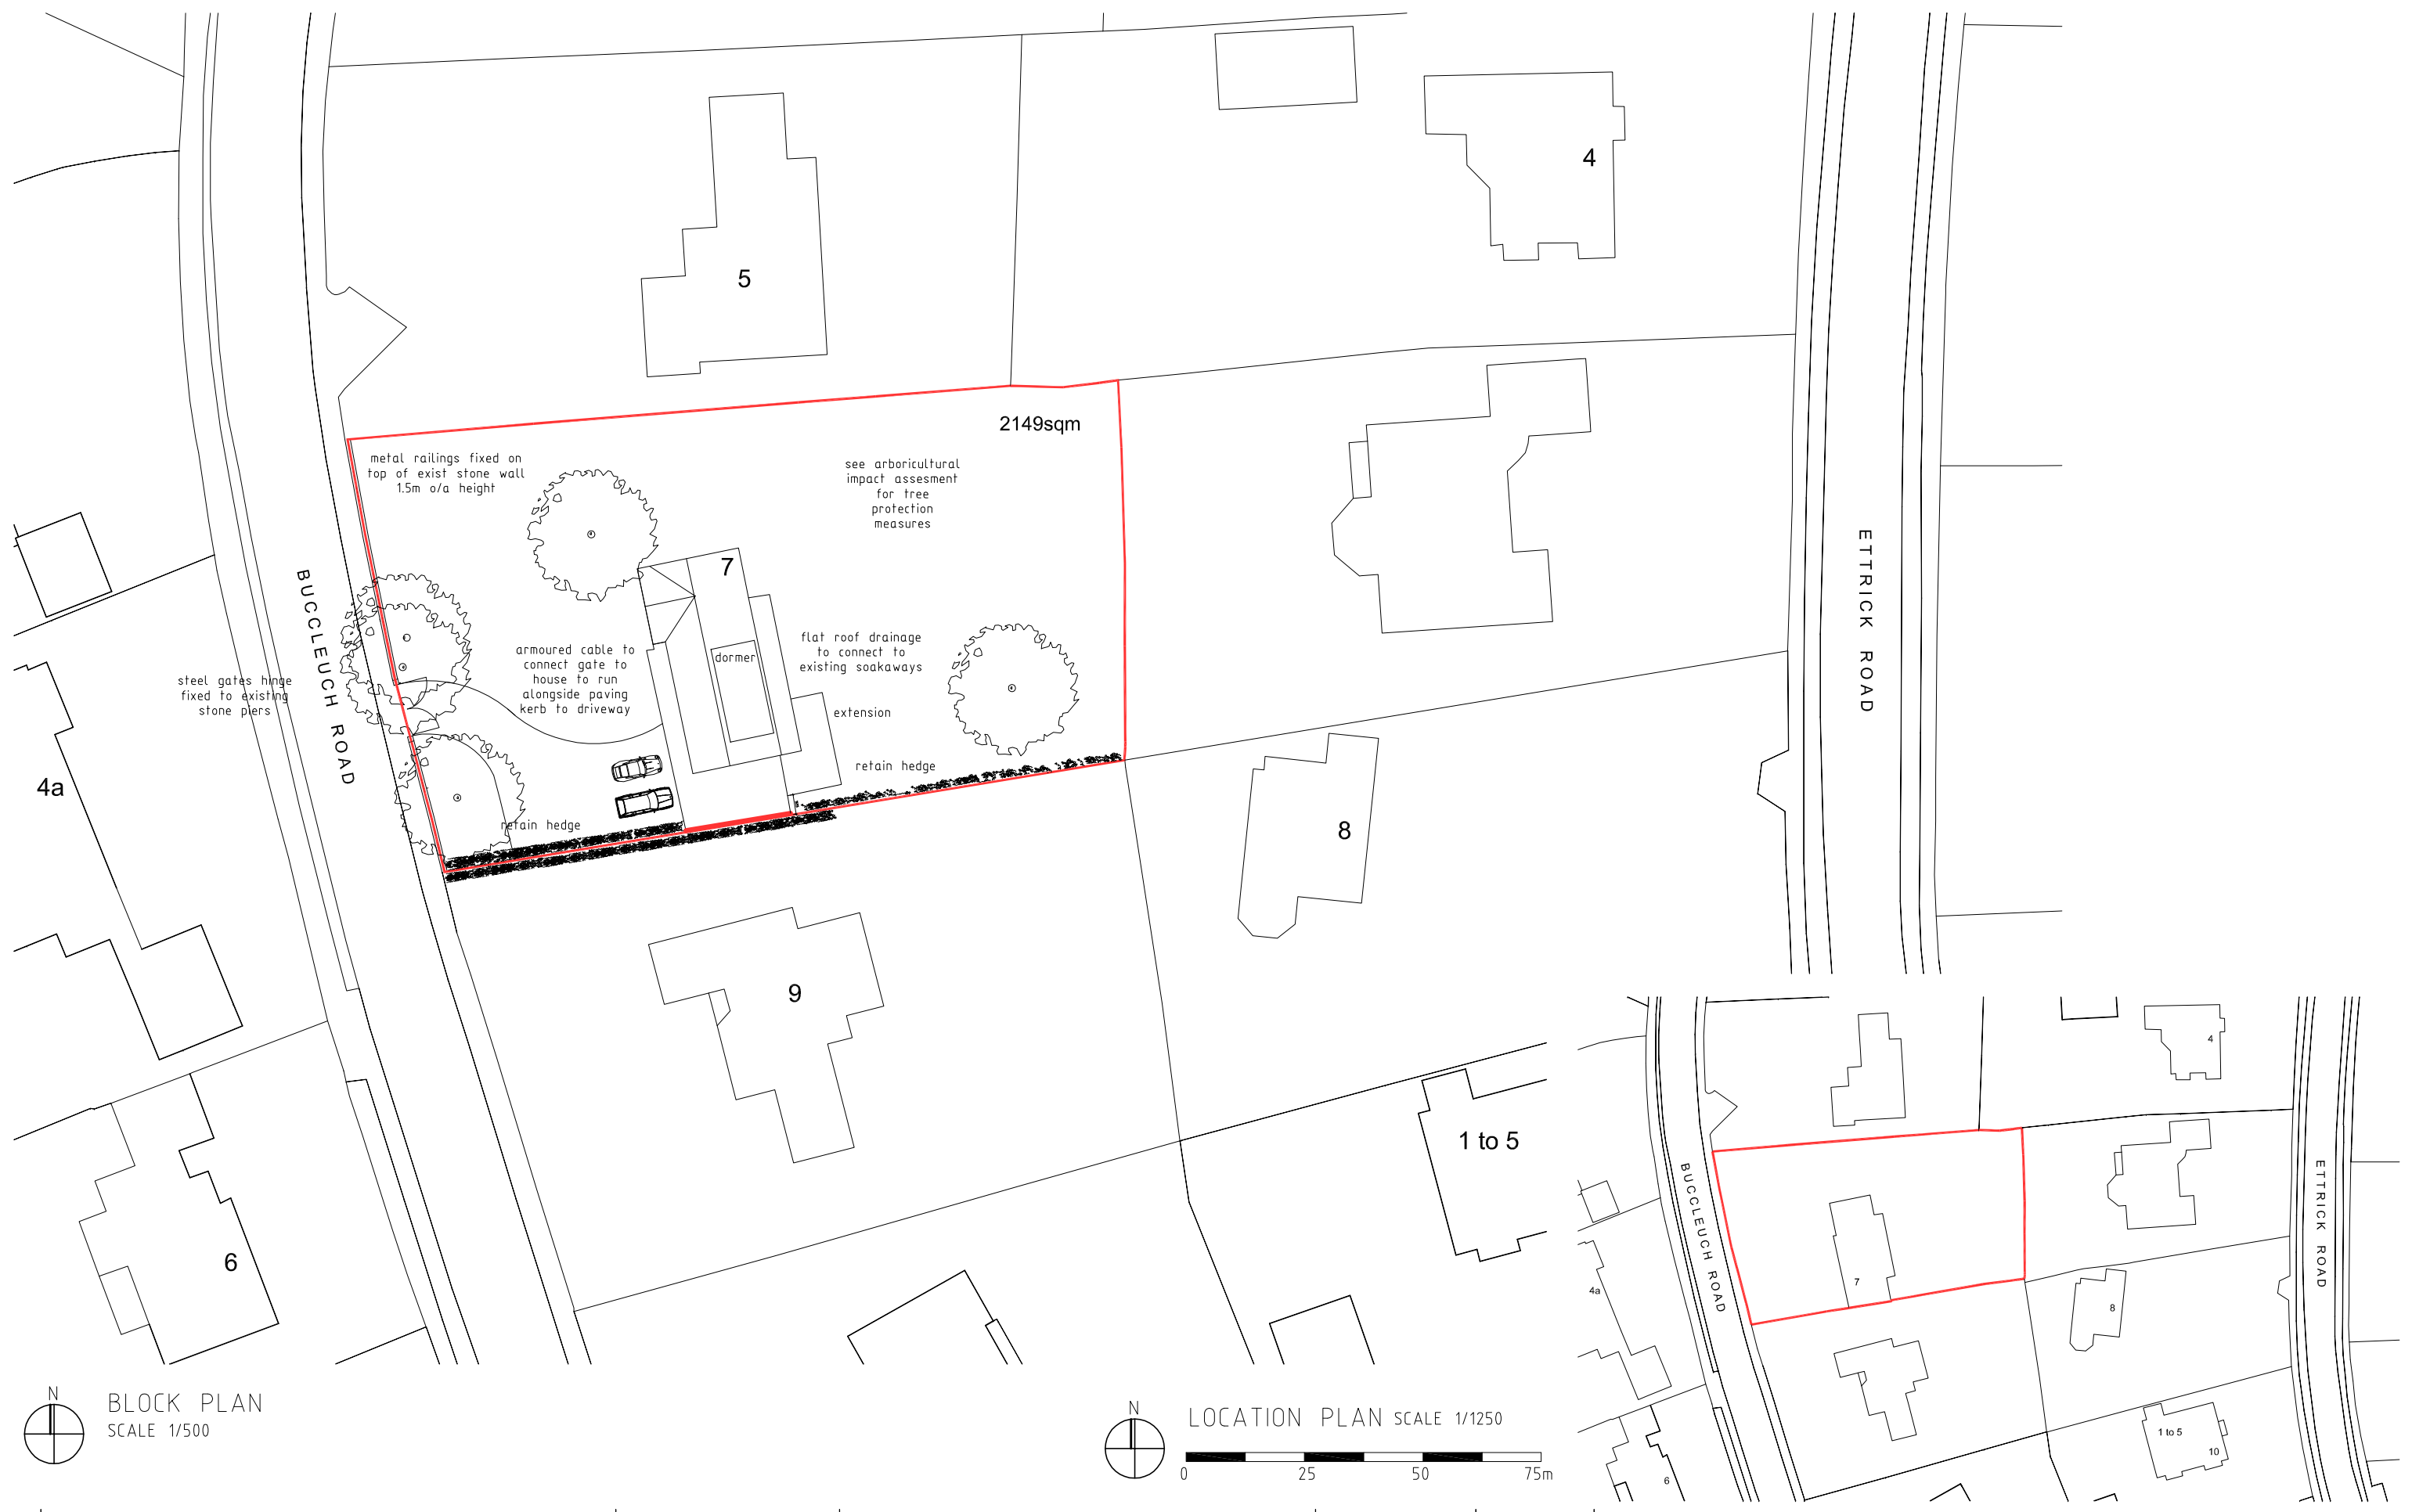 4
5
2149sqm
metal railings fixed on
top of exist stone wall
1.5m o/a height
see arboricultural
impact assesment
for tree
protection
measures
7
dormer
BUCCLEUCH ROAD
ETTRICK ROAD
steel gates hinge
fixed to existing
stone piers
armoured cable to
connect gate to
house to run
alongside paving
kerb to driveway
flat roof drainage
to connect to
existing soakaways
extension
retain hedge
retain hedge
4a
8
9
1 to 5
6
N
BLOCK PLAN
SCALE 1/500
N
LOCATION PLAN SCALE 1/1250
0 25 50 75m
4
BUCCLEUCH ROAD
ETTRICK ROAD
7
4a
8
1 to 5
10
6